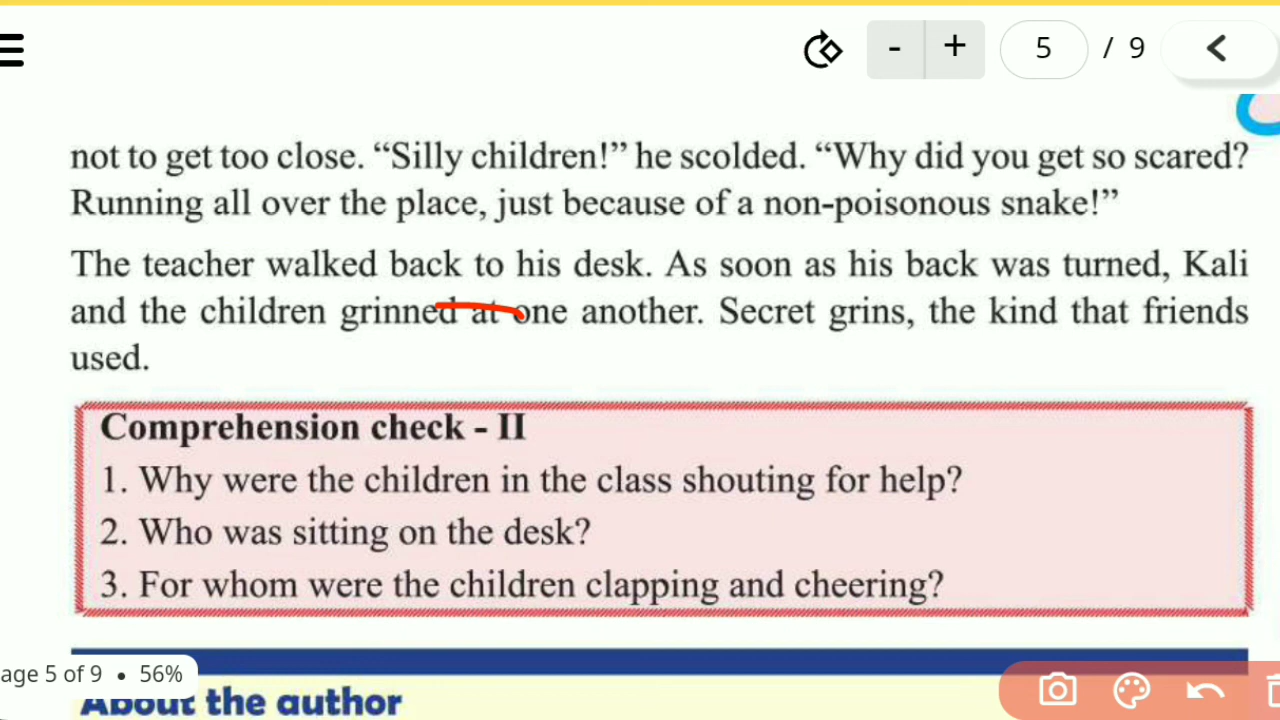 5 / 9
not to get too close. “Silly children!” he scolded. “Why did you get so scared?
Running all over the place, just because of a non-poisonous snake!”
The teacher walked back to his desk. As soon as his back was turned, Kali
and the children grinned at one another. Secret grins, the kind that friends
used.
Comprehension check - II
1. Why were the children in the class shouting for help?
2. Who was sitting on the desk?
3. For whom were the children clapping and cheering?
age 5 of 9 • 56%
About the author